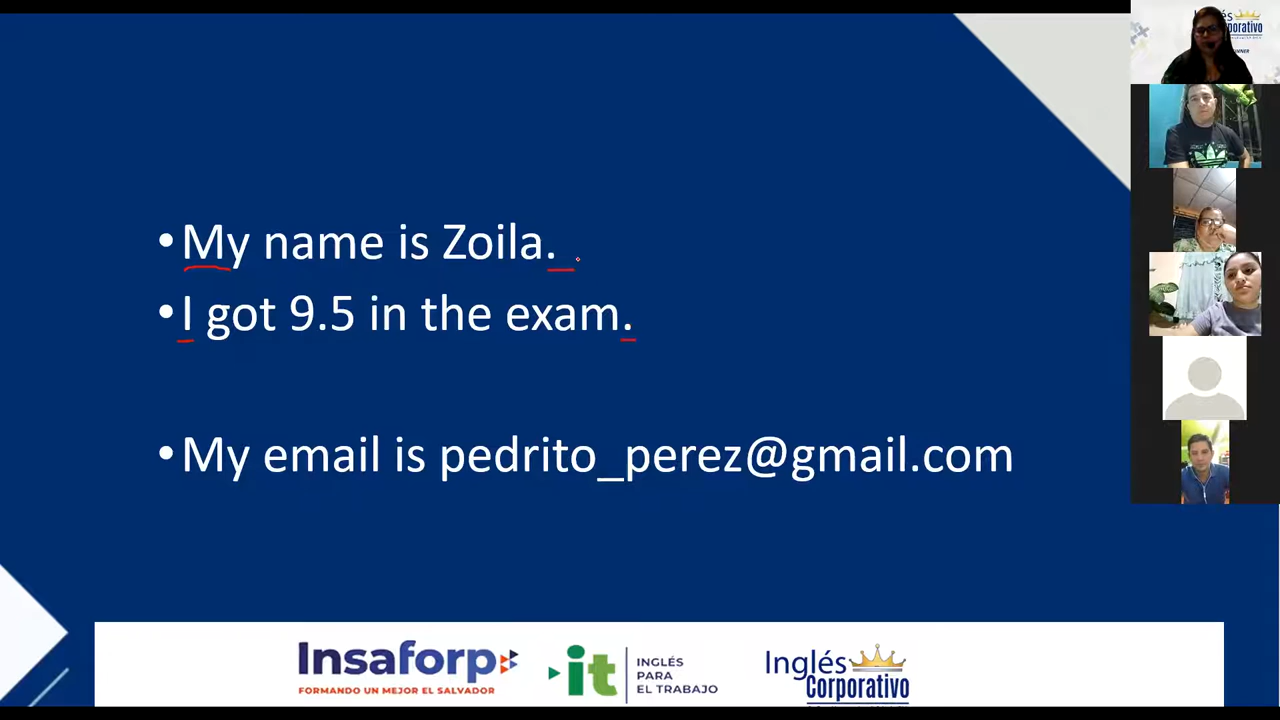 •My name is Zoila.
•I got 9.5 in the exam.
•My email is pedrito_perez@gmail.com
Insaforp
FORMANDO UN MEJOR EL SALVADOR
it
INGLÉS
PARA
EL TRABAJO
Inglés
Corporativo